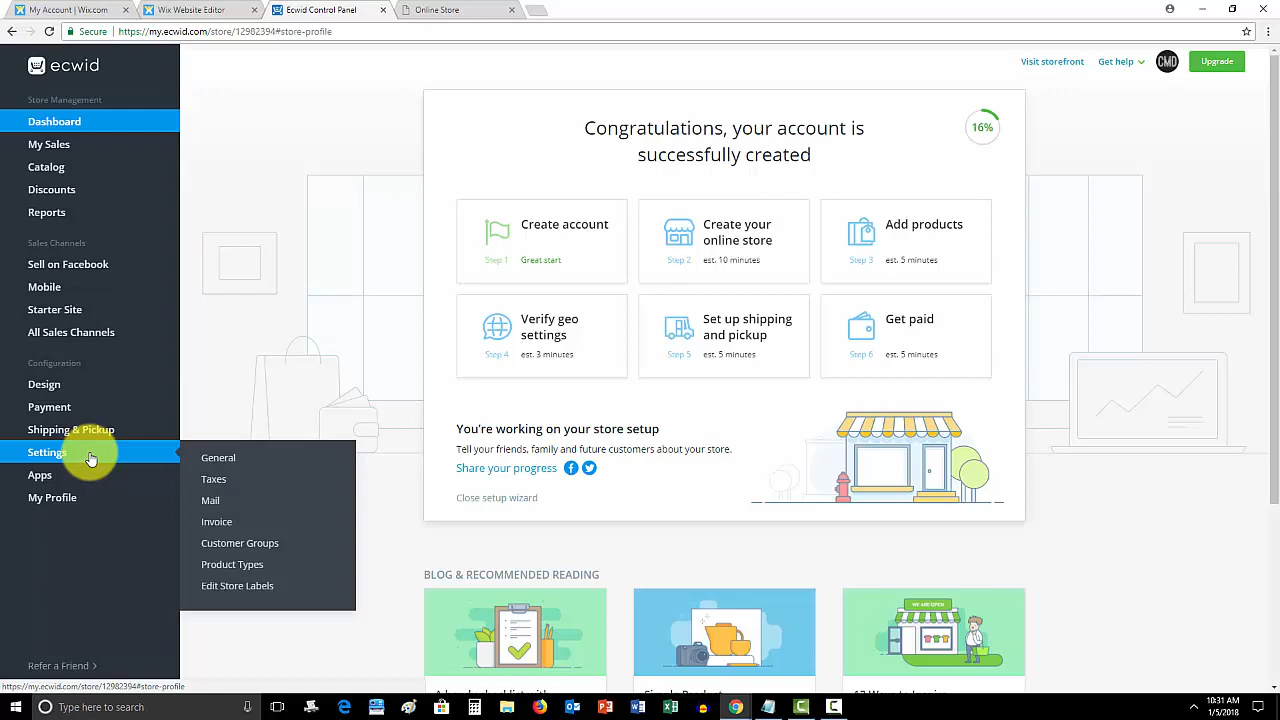 My Account | Wix.com
Wix Website Editor
Ecwid Control Panel
Online Store
Secure | https://my.ecwid.com/store/12982394#store-profile
ecwid
Visit storefront
Get help
CMD
Upgrade
Store Management
Dashboard
My Sales
Catalog
Discounts
Reports
Sales Channels
Sell on Facebook
Mobile
Starter Site
All Sales Channels
Configuration
Design
Payment
Shipping & Pickup
Settings
Apps
My Profile
General
Taxes
Mail
Invoice
Customer Groups
Product Types
Edit Store Labels
Refer a Friend >
Congratulations, your account is
successfully created
16%
Create account
Step 1 Great start
Create your
online store
Step 2 est. 10 minutes
Add products
Step 3 est. 5 minutes
Verify geo
settings
Step 4 est. 3 minutes
Set up shipping
and pickup
Step 5 est. 5 minutes
Get paid
Step 6 est. 5 minutes
You're working on your store setup
Tell your friends, family and future customers about your store.
Share your progress
Close setup wizard
BLOG & RECOMMENDED READING
WE ARE OPEN
https://my.ecwid.com/store/12982394#store-profile
Type here to search
10:31 AM
1/5/2018